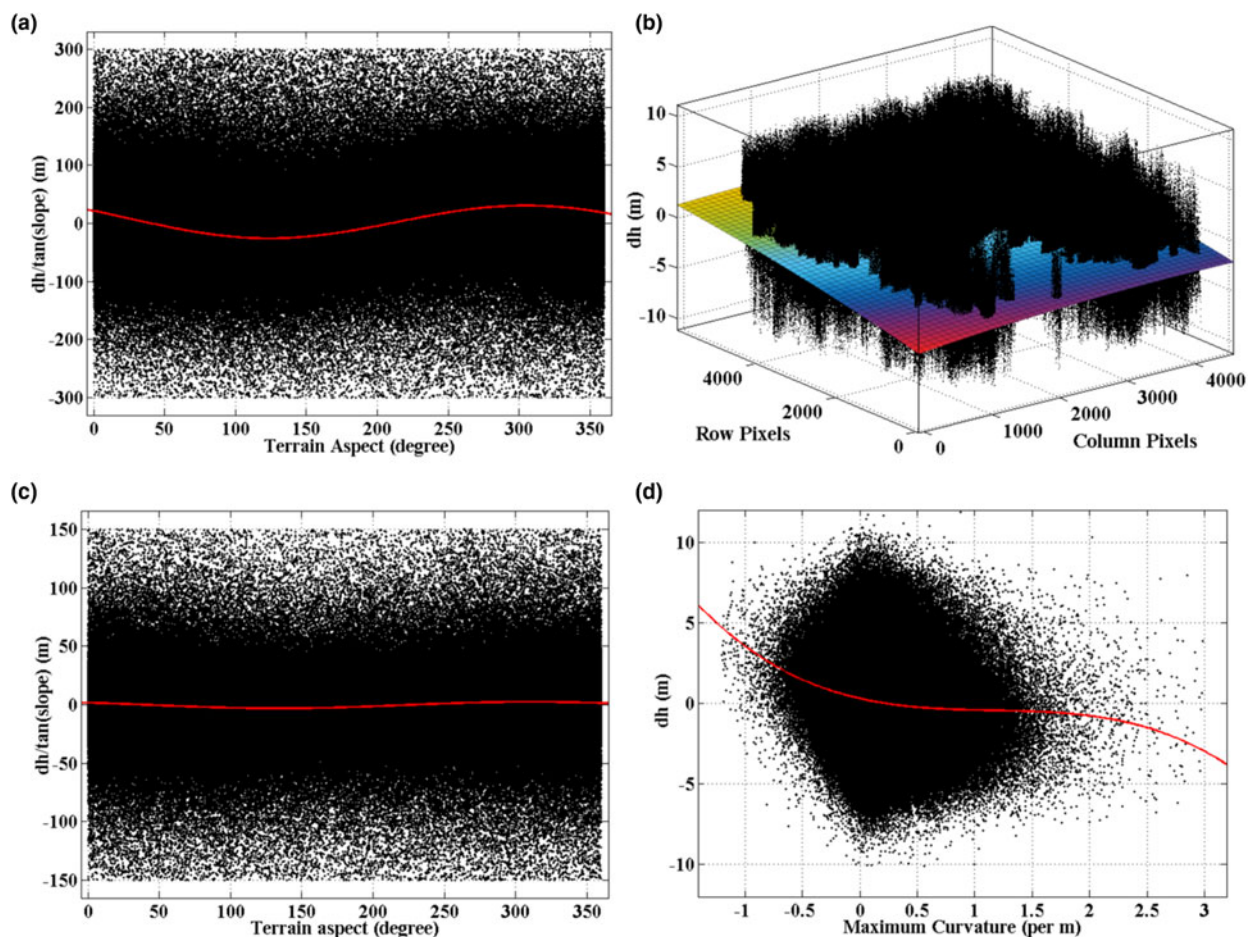 (a)
300
200
100
0
-100
-200
-300
dh/tan(slope) (m)
0 50 100 150 200 250 300 350
Terrain Aspect (degree)
(b)
10
5
0
-5
-10
dh (m)
4000
2000
0
Row Pixels
0
1000
2000
3000
4000
Column Pixels
(c)
150
100
50
0
-50
-100
-150
dh/tan(slope) (m)
0 50 100 150 200 250 300 350
Terrain aspect (degree)
(d)
10
5
0
-5
-10
dh (m)
-1 -0.5 0 0.5 1 1.5 2 2.5 3
Maximum Curvature (per m)